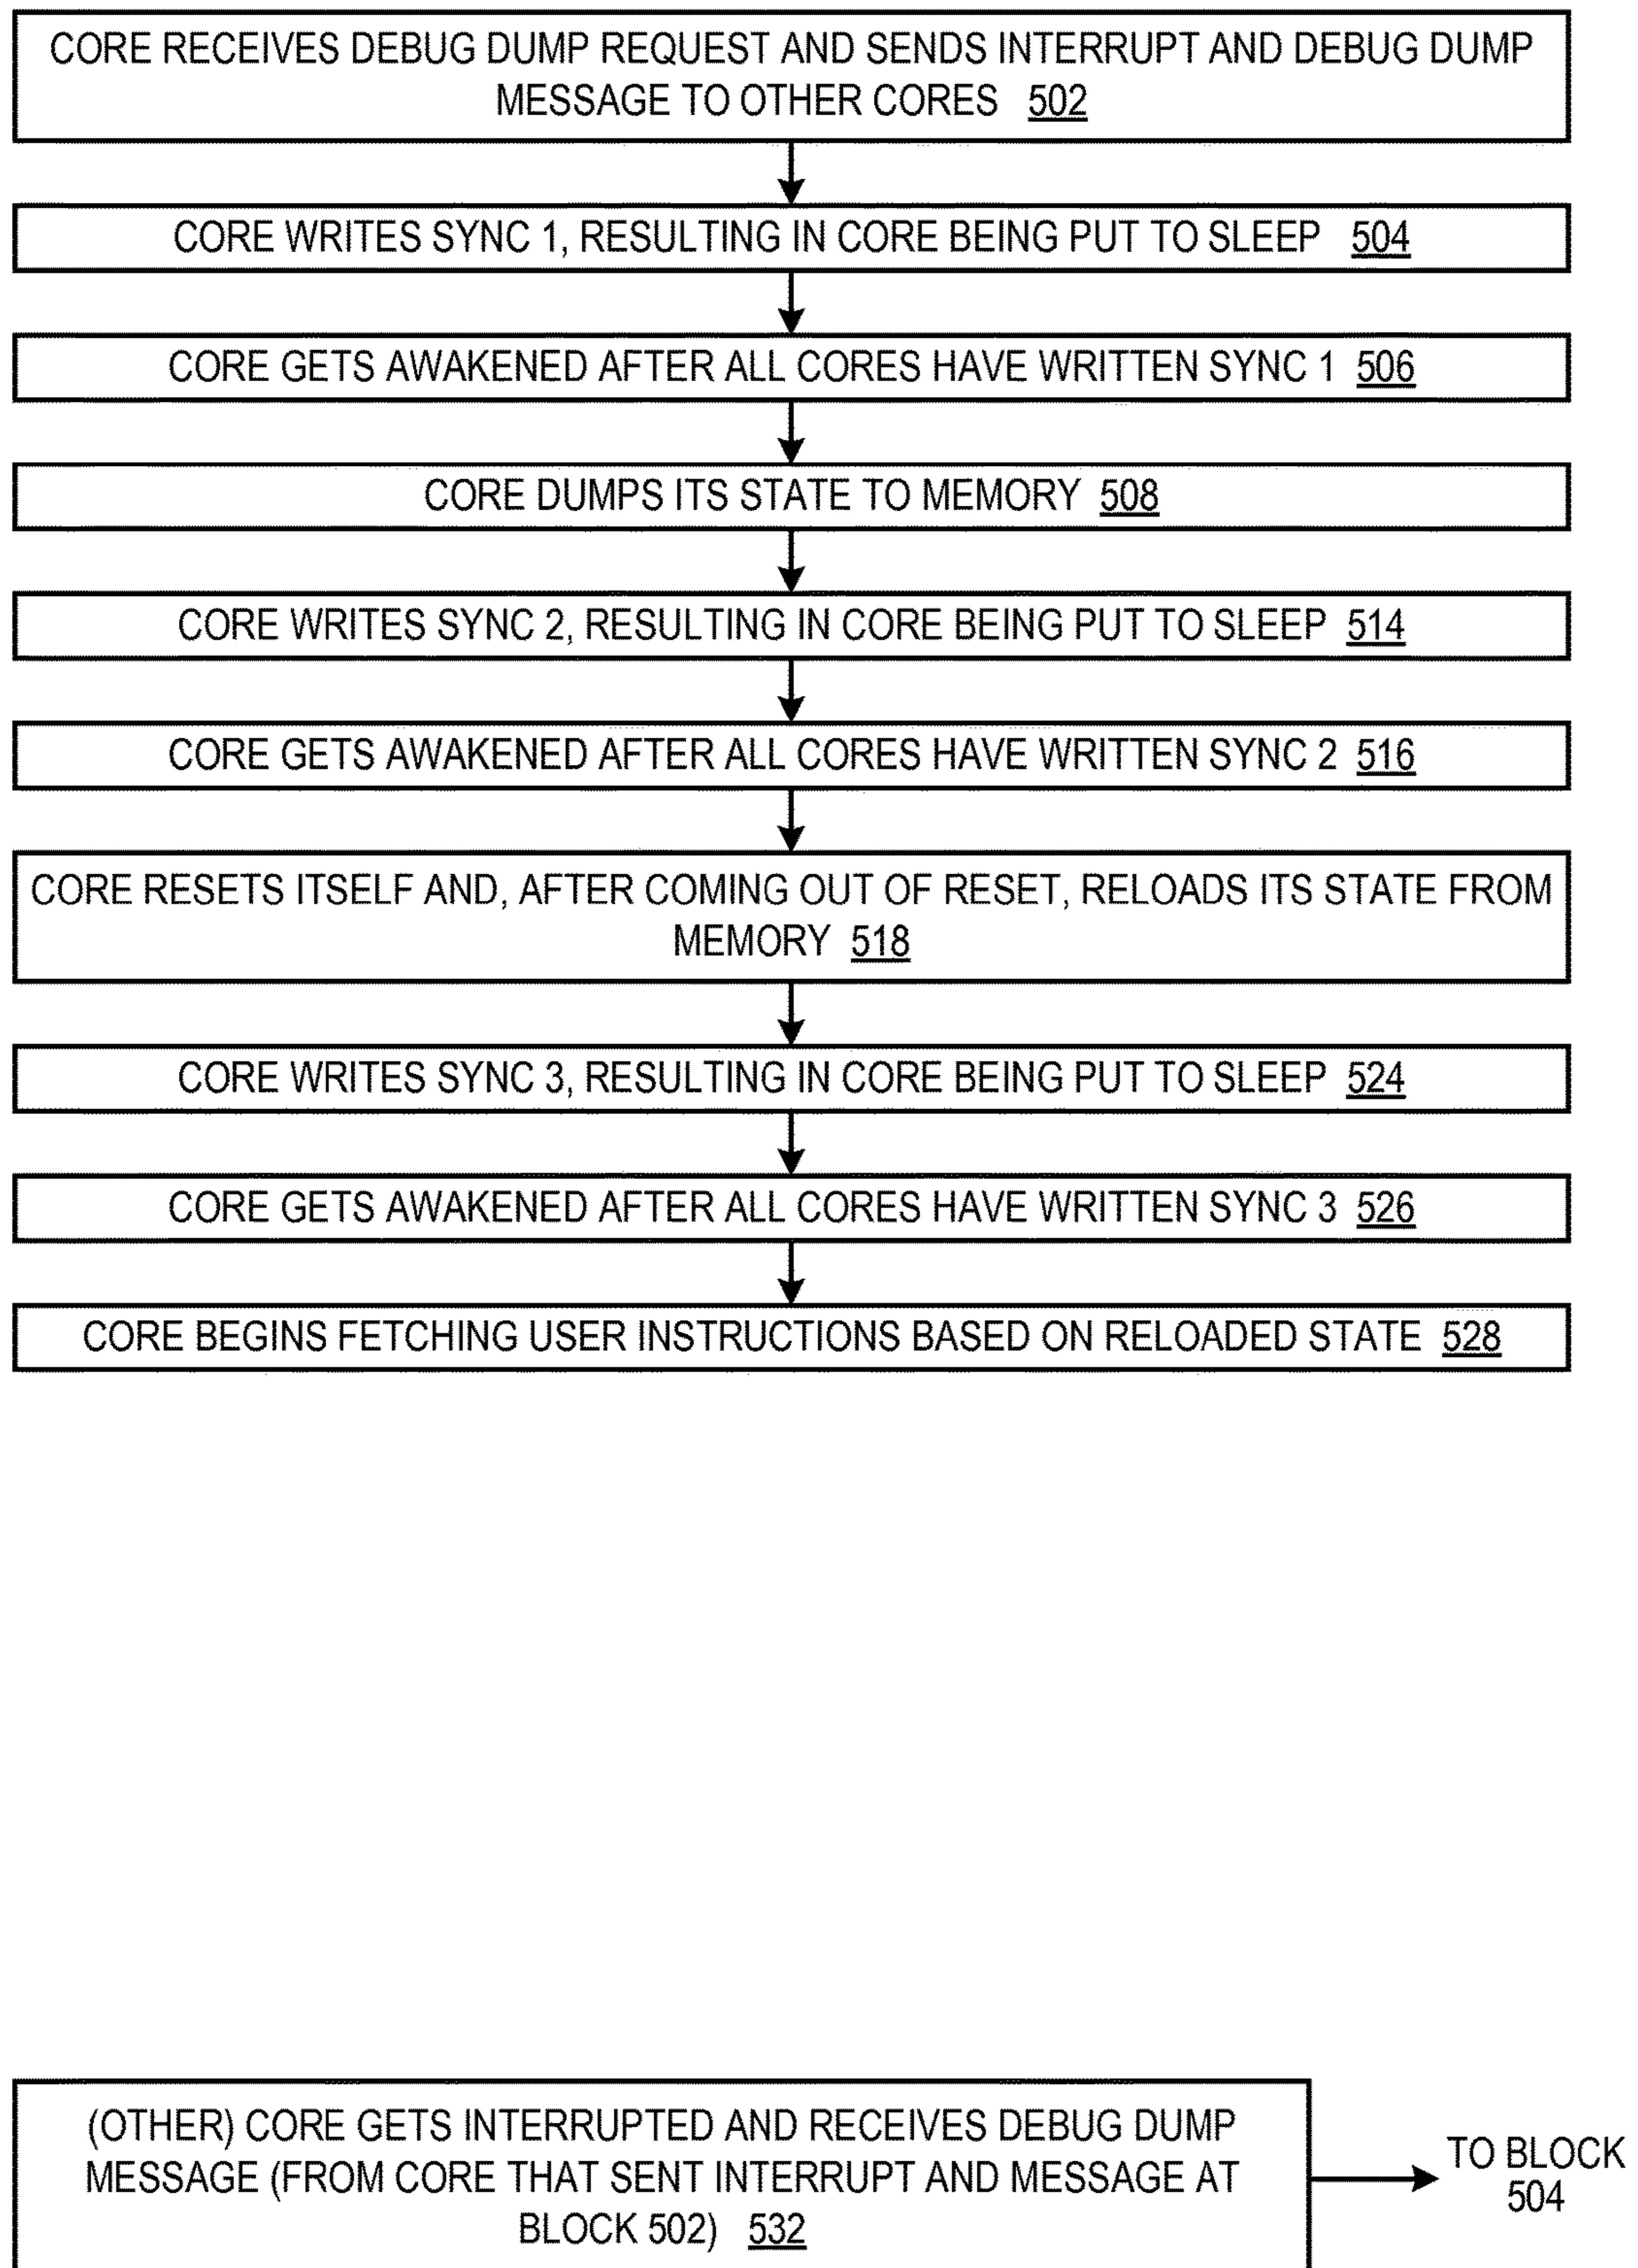 CORE RECEIVES DEBUG DUMP REQUEST AND SENDS INTERRUPT AND DEBUG DUMP
MESSAGE TO OTHER CORES 502
CORE WRITES SYNC 1, RESULTING IN CORE BEING PUT TO SLEEP 504
CORE GETS AWAKENED AFTER ALL CORES HAVE WRITTEN SYNC 1 506
CORE DUMPS ITS STATE TO MEMORY 508
CORE WRITES SYNC 2, RESULTING IN CORE BEING PUT TO SLEEP 514
CORE GETS AWAKENED AFTER ALL CORES HAVE WRITTEN SYNC 2 516
CORE RESETS ITSELF AND, AFTER COMING OUT OF RESET, RELOADS ITS STATE FROM
MEMORY 518
CORE WRITES SYNC 3, RESULTING IN CORE BEING PUT TO SLEEP 524
CORE GETS AWAKENED AFTER ALL CORES HAVE WRITTEN SYNC 3 526
CORE BEGINS FETCHING USER INSTRUCTIONS BASED ON RELOADED STATE 528
(OTHER) CORE GETS INTERRUPTED AND RECEIVES DEBUG DUMP
MESSAGE (FROM CORE THAT SENT INTERRUPT AND MESSAGE AT
BLOCK 502) 532
TO BLOCK
504